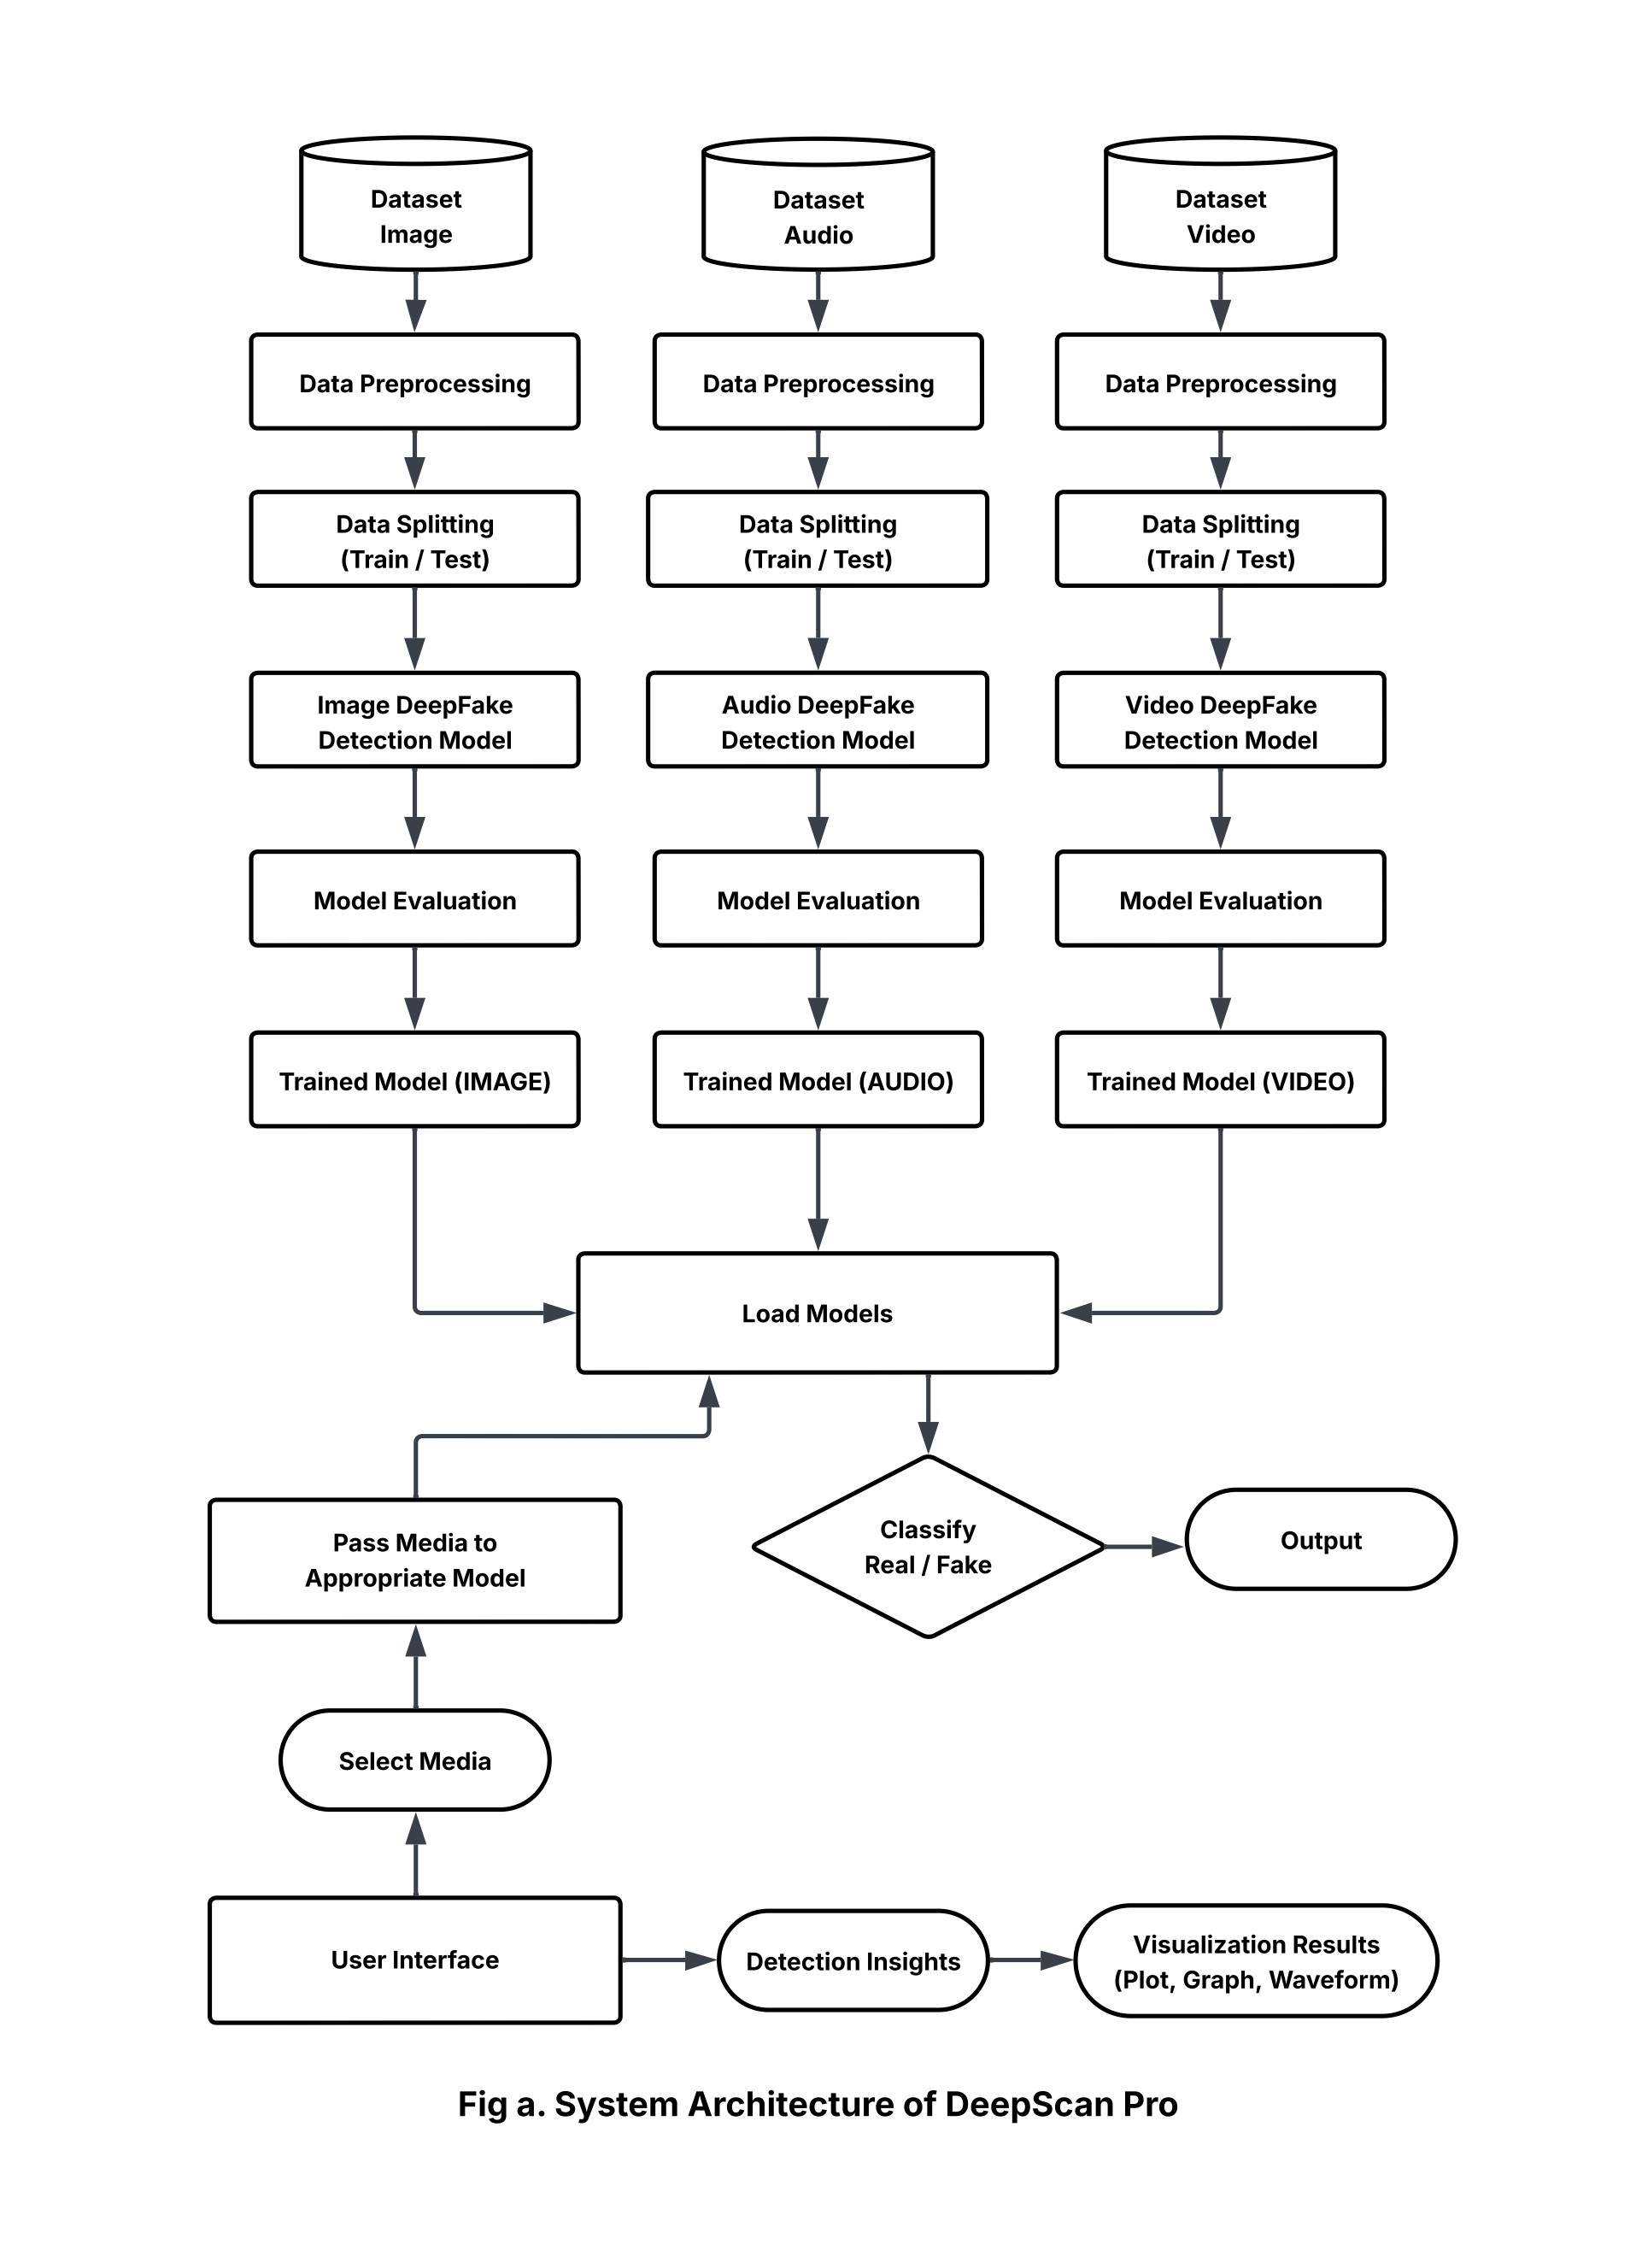 Dataset
Image
Dataset
Audio
Dataset
Video
Data Preprocessing
Data Preprocessing
Data Preprocessing
Data Splitting
(Train / Test)
Data Splitting
(Train / Test)
Data Splitting
(Train / Test)
Image DeepFake
Detection Model
Audio DeepFake
Detection Model
Video DeepFake
Detection Model
Model Evaluation
Model Evaluation
Model Evaluation
Trained Model (IMAGE)
Trained Model (AUDIO)
Trained Model (VIDEO)
Load Models
Pass Media to
Appropriate Model
Classify
Real / Fake
Output
Select Media
User Interface
Detection Insights
Visualization Results
(Plot, Graph, Waveform)
Fig a. System Architecture of DeepScan Pro